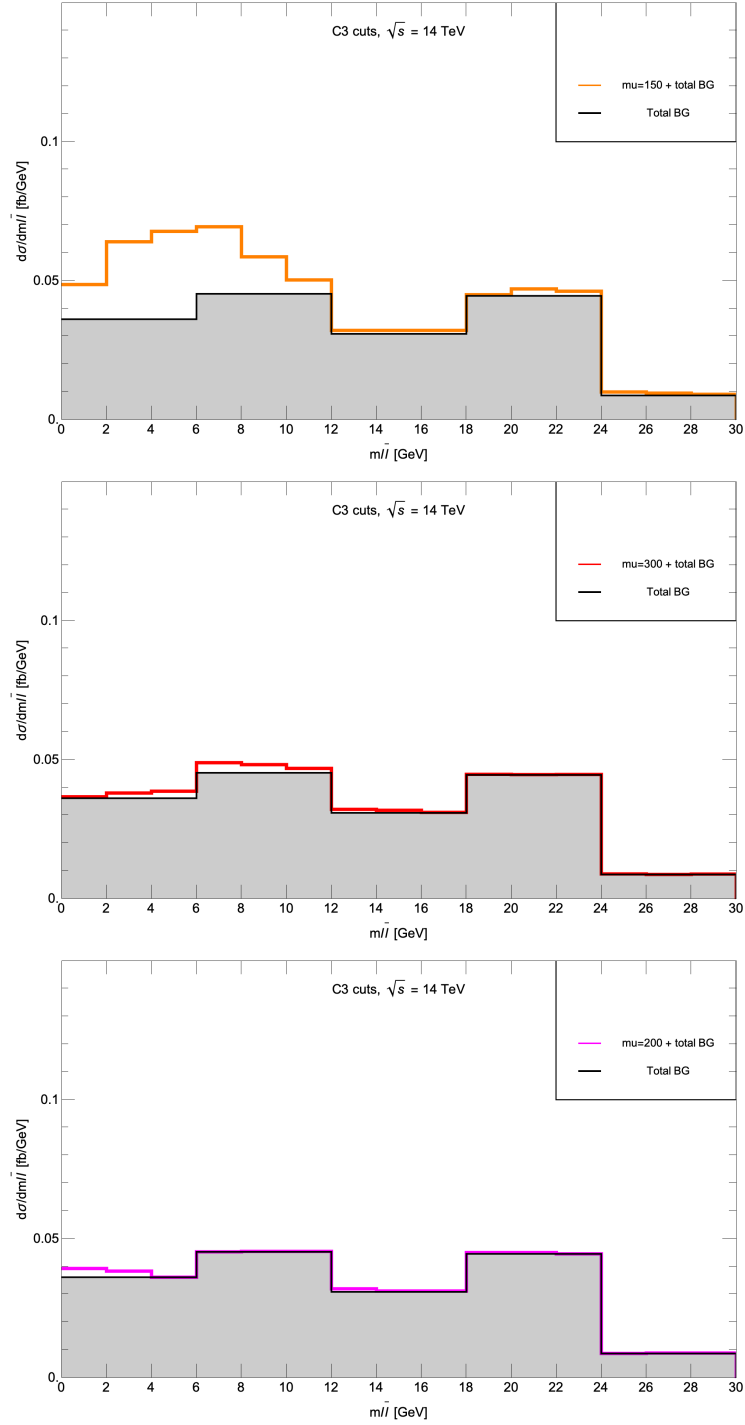 C3 cuts, √s = 14 TeV
mu=150 + total BG
Total BG
0.1
0.05
0.
dσ/dml l̄ [fb/GeV]
0 2 4 6 8 10 12 14 16 18 20 22 24 26 28 30
ml l̄ [GeV]
C3 cuts, √s = 14 TeV
mu=300 + total BG
Total BG
0.1
0.05
0.
dσ/dml l̄ [fb/GeV]
0 2 4 6 8 10 12 14 16 18 20 22 24 26 28 30
ml l̄ [GeV]
C3 cuts, √s = 14 TeV
mu=200 + total BG
Total BG
0.1
0.05
0.
dσ/dml l̄ [fb/GeV]
0 2 4 6 8 10 12 14 16 18 20 22 24 26 28 30
ml l̄ [GeV]